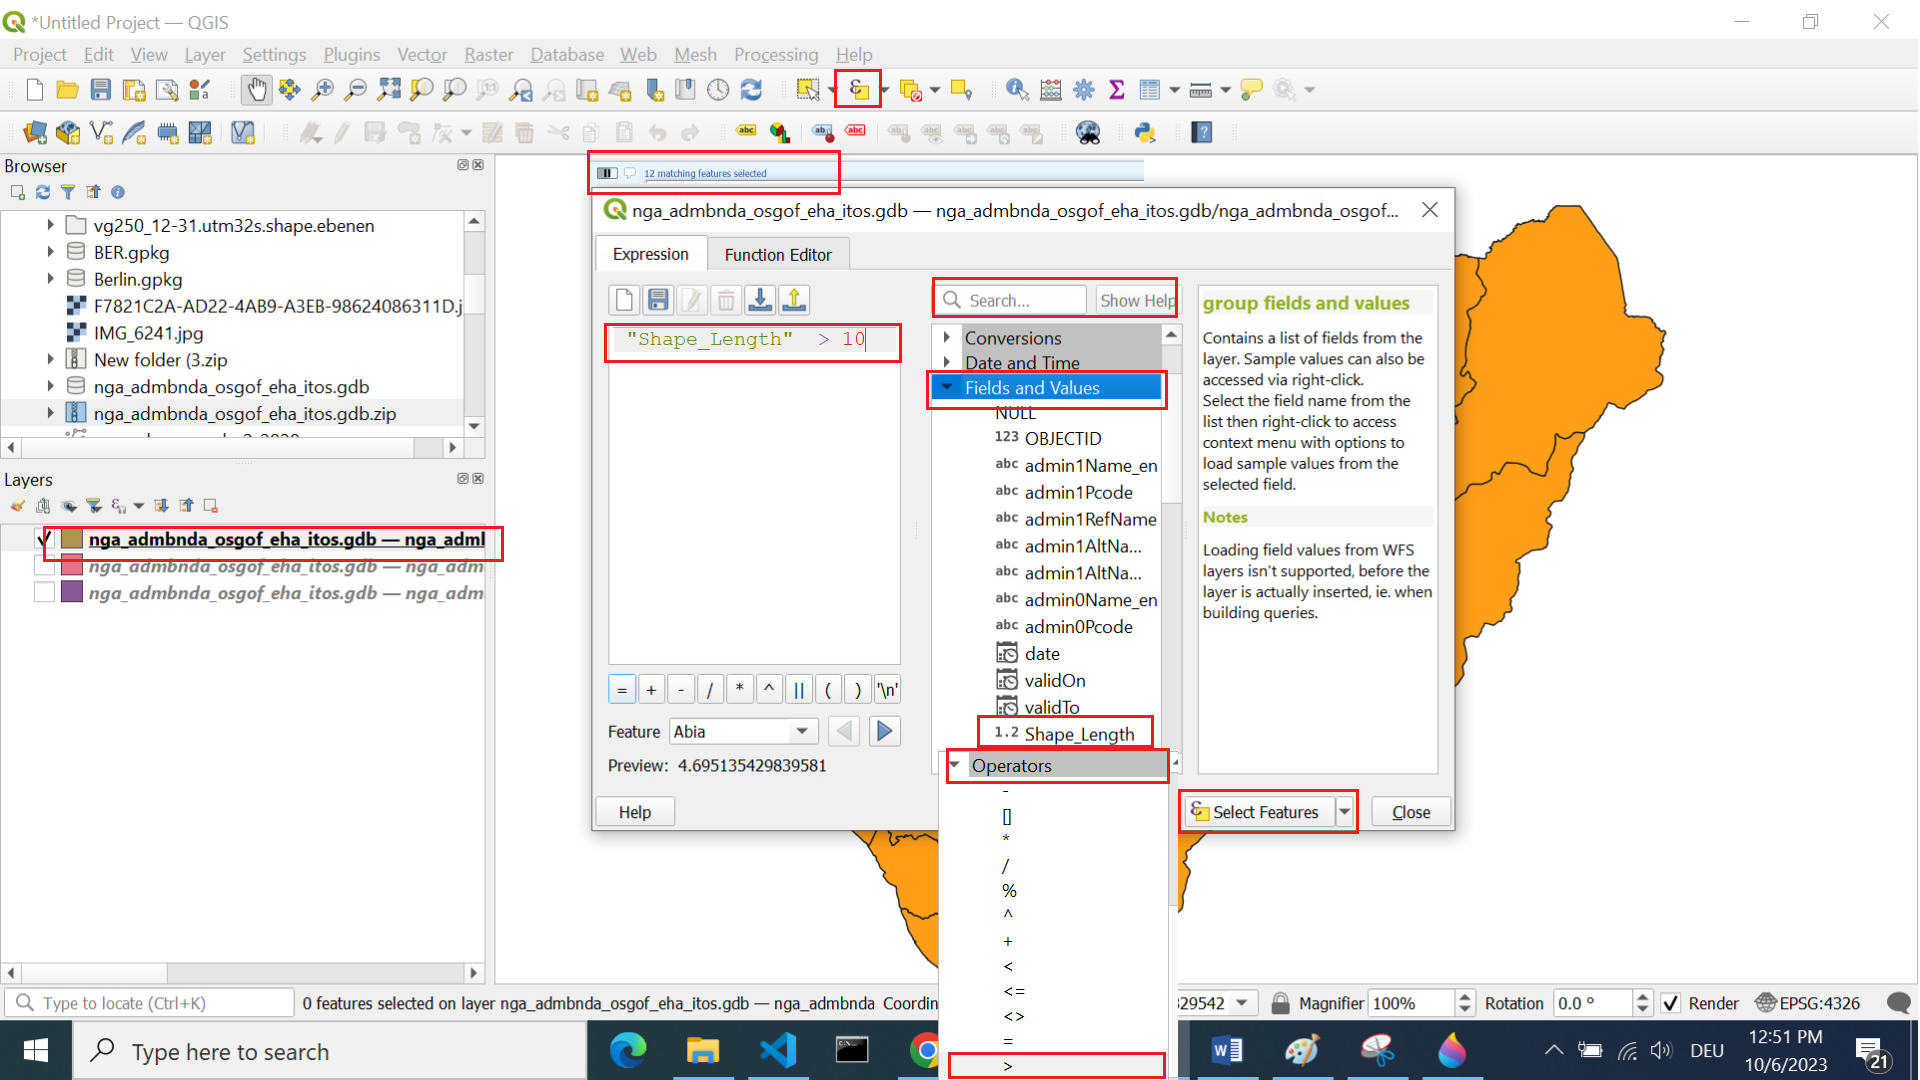 *Untitled Project — QGIS
Project Edit View Layer Settings Plugins Vector Raster Database Web Mesh Processing Help
Browser
vg250_12-31.utm32s.shape.ebenen
BER.gpkg
Berlin.gpkg
F7821C2A-AD22-4AB9-A3EB-98624086311D.j
IMG_6241.jpg
New folder (3.zip
nga_admbnda_osgof_eha_itos.gdb
nga_admbnda_osgof_eha_itos.gdb.zip
Layers
nga_admbnda_osgof_eha_itos.gdb — nga_adml
nga_admbnda_osgof_eha_itos.gdb — nga_adm
nga_admbnda_osgof_eha_itos.gdb — nga_adm
12 matching features selected
nga_admbnda_osgof_eha_itos.gdb — nga_admbnda_osgof_eha_itos.gdb/nga_admbnda_osgof...
Expression
Function Editor
"Shape_Length" > 10
= + - / * ^ || ( ) '\n'
Feature Abia
Preview: 4.695135429839581
Help
Search...
Show Help
Conversions
Date and Time
Fields and Values
NULL
123 OBJECTID
abc admin1Name_en
abc admin1Pcode
abc admin1RefName
abc admin1AltNa...
abc admin1AltNa...
abc admin0Name_en
abc admin0Pcode
date
validOn
validTo
1.2 Shape_Length
Operators
-
[]
*
/
%
^
+
<
<=
<>
=
>
group fields and values
Contains a list of fields from the
layer. Sample values can also be
accessed via right-click.
Select the field name from the
list then right-click to access
context menu with options to
load sample values from the
selected field.
Notes
Loading field values from WFS
layers isn't supported, before the
layer is actually inserted, ie. when
building queries.
Select Features
Close
Type to locate (Ctrl+K)
0 features selected on layer nga_admbnda_osgof_eha_itos.gdb — nga_admbnda
Coordin
329542
Magnifier 100%
Rotation 0.0 °
Render
EPSG:4326
Type here to search
DEU
12:51 PM
10/6/2023
21